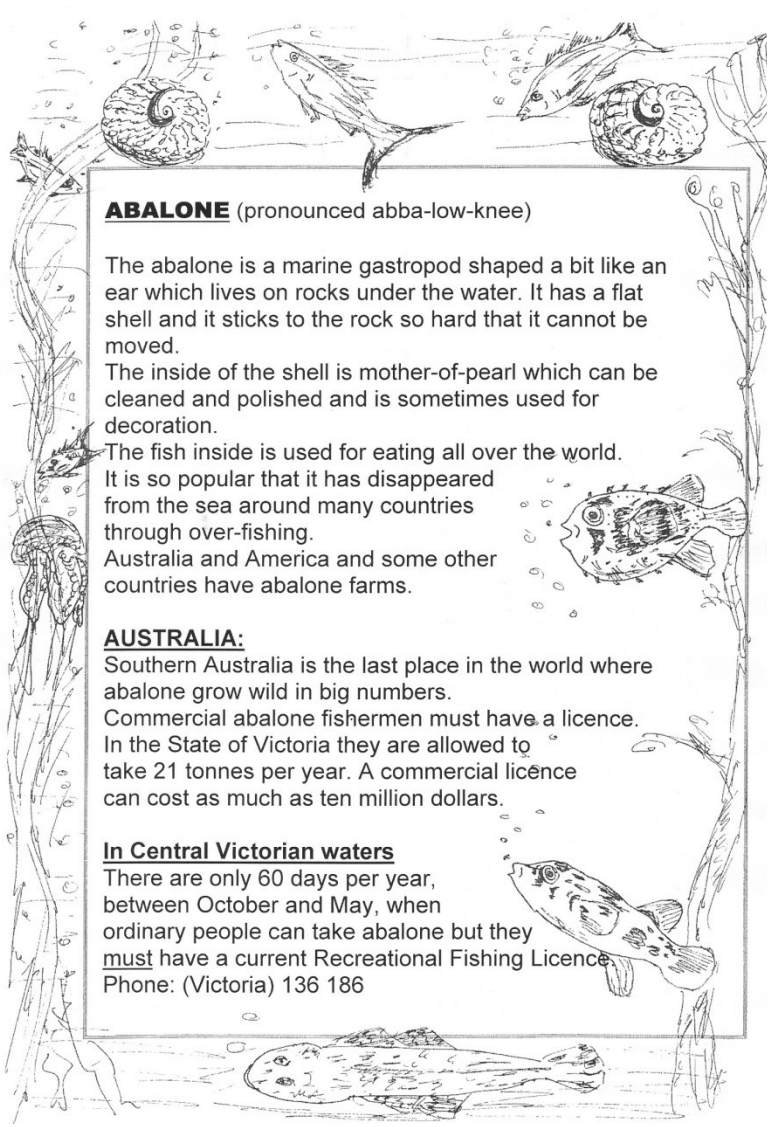 ABALONE (pronounced abba-low-knee)
The abalone is a marine gastropod shaped a bit like an
ear which lives on rocks under the water. It has a flat
shell and it sticks to the rock so hard that it cannot be
moved.
The inside of the shell is mother-of-pearl which can be
cleaned and polished and is sometimes used for
decoration.
The fish inside is used for eating all over the world.
It is so popular that it has disappeared
from the sea around many countries
through over-fishing.
Australia and America and some other
countries have abalone farms.
AUSTRALIA:
Southern Australia is the last place in the world where
abalone grow wild in big numbers.
Commercial abalone fishermen must have a licence.
In the State of Victoria they are allowed to
take 21 tonnes per year. A commercial licence
can cost as much as ten million dollars.
In Central Victorian waters
There are only 60 days per year,
between October and May, when
ordinary people can take abalone but they
must have a current Recreational Fishing Licence.
Phone: (Victoria) 136 186